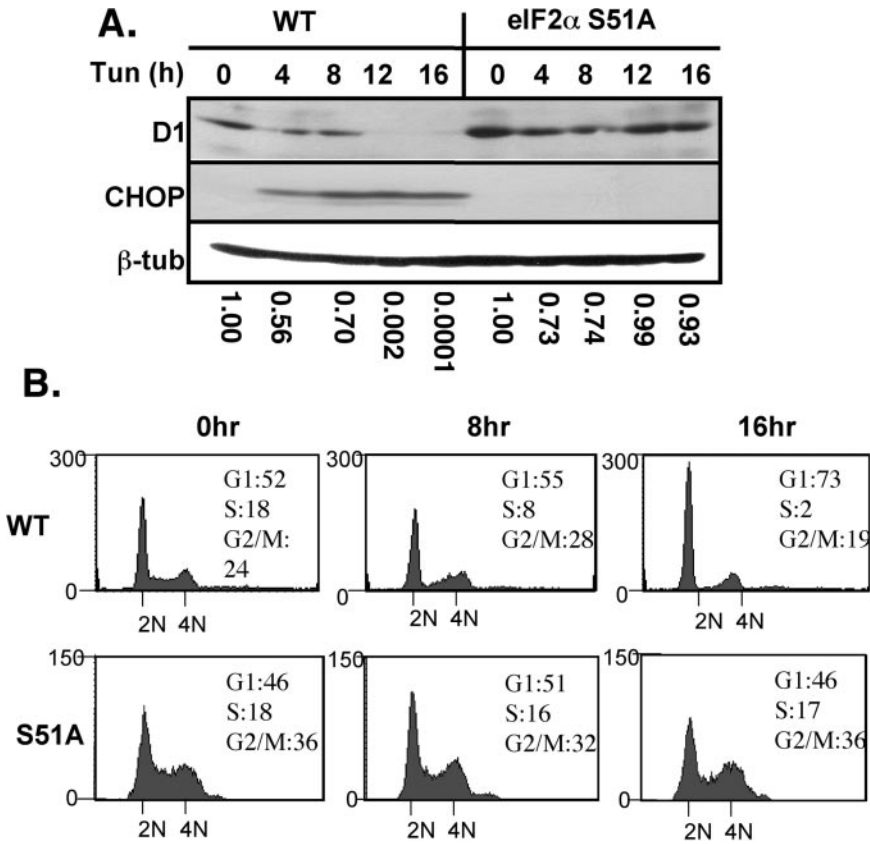 A.
WT eIF2α S51A
Tun (h) 0 4 8 12 16 0 4 8 12 16
D1
CHOP
β-tub
1.00 0.56 0.70 0.002 0.0001 1.00 0.73 0.74 0.99 0.93
B.
0hr 8hr 16hr
WT
300
0
2N 4N
G1:52
S:18
G2/M:
24
300
0
2N 4N
G1:55
S:8
G2/M:28
300
0
2N 4N
G1:73
S:2
G2/M:19
S51A
150
0
2N 4N
G1:46
S:18
G2/M:36
150
0
2N 4N
G1:51
S:16
G2/M:32
150
0
2N 4N
G1:46
S:17
G2/M:36